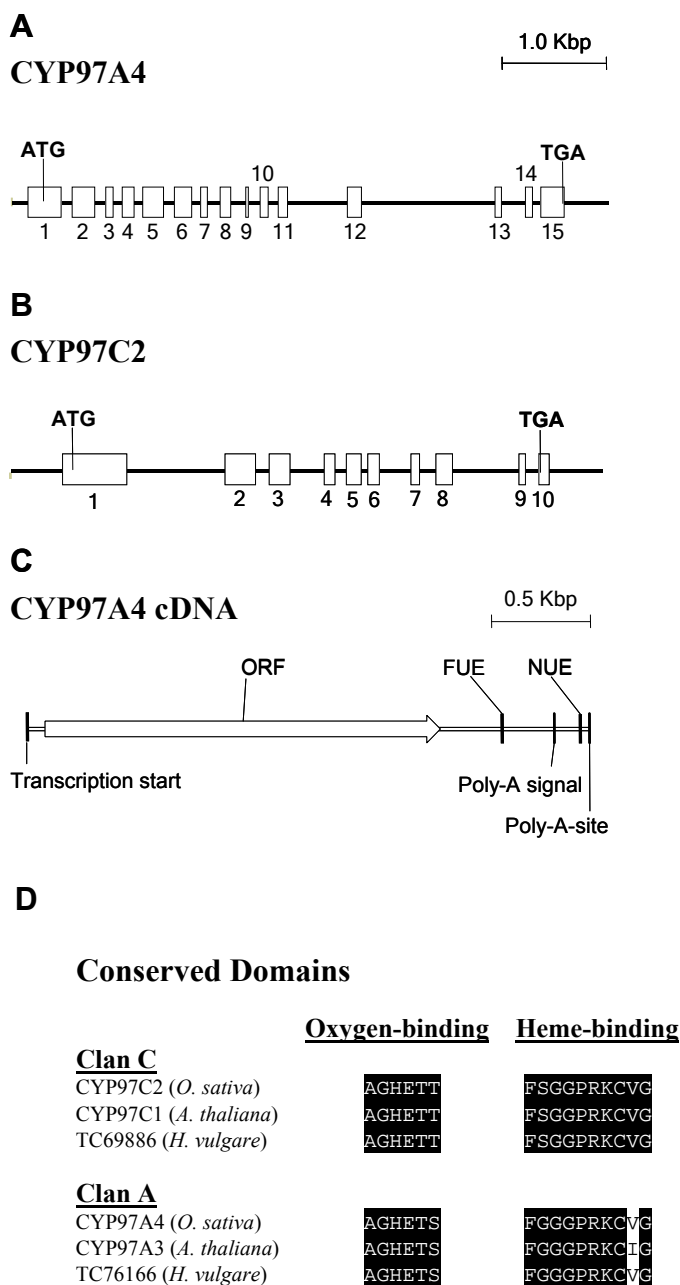 A
1.0 Kbp
CYP97A4
ATG
10
14
TGA
1 2 3 4 5 6 7 8 9 11 12 13 15
B
CYP97C2
ATG
TGA
1 2 3 4 5 6 7 8 9 10
C
CYP97A4 cDNA
0.5 Kbp
ORF
FUE
NUE
Transcription start
Poly-A signal
Poly-A-site
D
Conserved Domains
Oxygen-binding Heme-binding
Clan C
CYP97C2 (O. sativa) AGHETT FSGGPRKCVG
CYP97C1 (A. thaliana) AGHETT FSGGPRKCVG
TC69886 (H. vulgare) AGHETT FSGGPRKCVG
Clan A
CYP97A4 (O. sativa) AGHETS FGGGPRKCVG
CYP97A3 (A. thaliana) AGHETS FGGGPRKCIG
TC76166 (H. vulgare) AGHETS FGGGPRKCVG